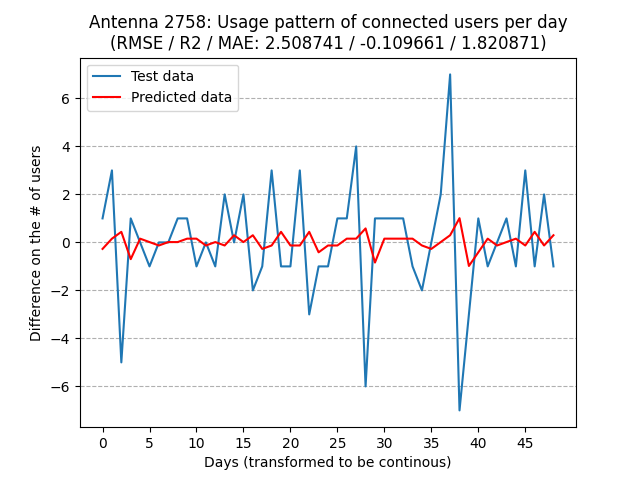 Antenna 2758: Usage pattern of connected users per day
(RMSE / R2 / MAE: 2.508741 / -0.109661 / 1.820871)
Test data
Predicted data
Difference on the # of users
6
4
2
0
−2
−4
−6
0 5 10 15 20 25 30 35 40 45
Days (transformed to be continous)